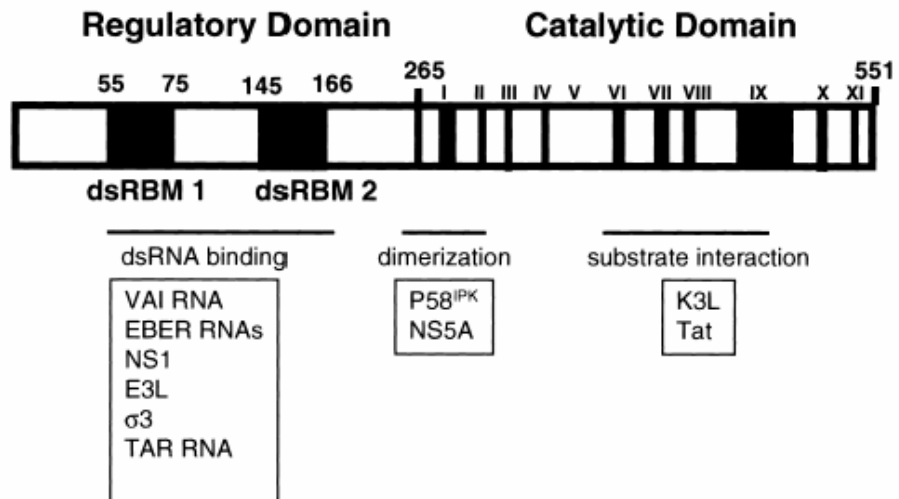 Regulatory Domain Catalytic Domain
55 75 145 166 265 I II III IV V VI VII VIII IX X XI 551
dsRBM 1 dsRBM 2
dsRNA binding dimerization substrate interaction
VAI RNA
EBER RNAs
NS1
E3L
σ3
TAR RNA
P58IPK
NS5A
K3L
Tat